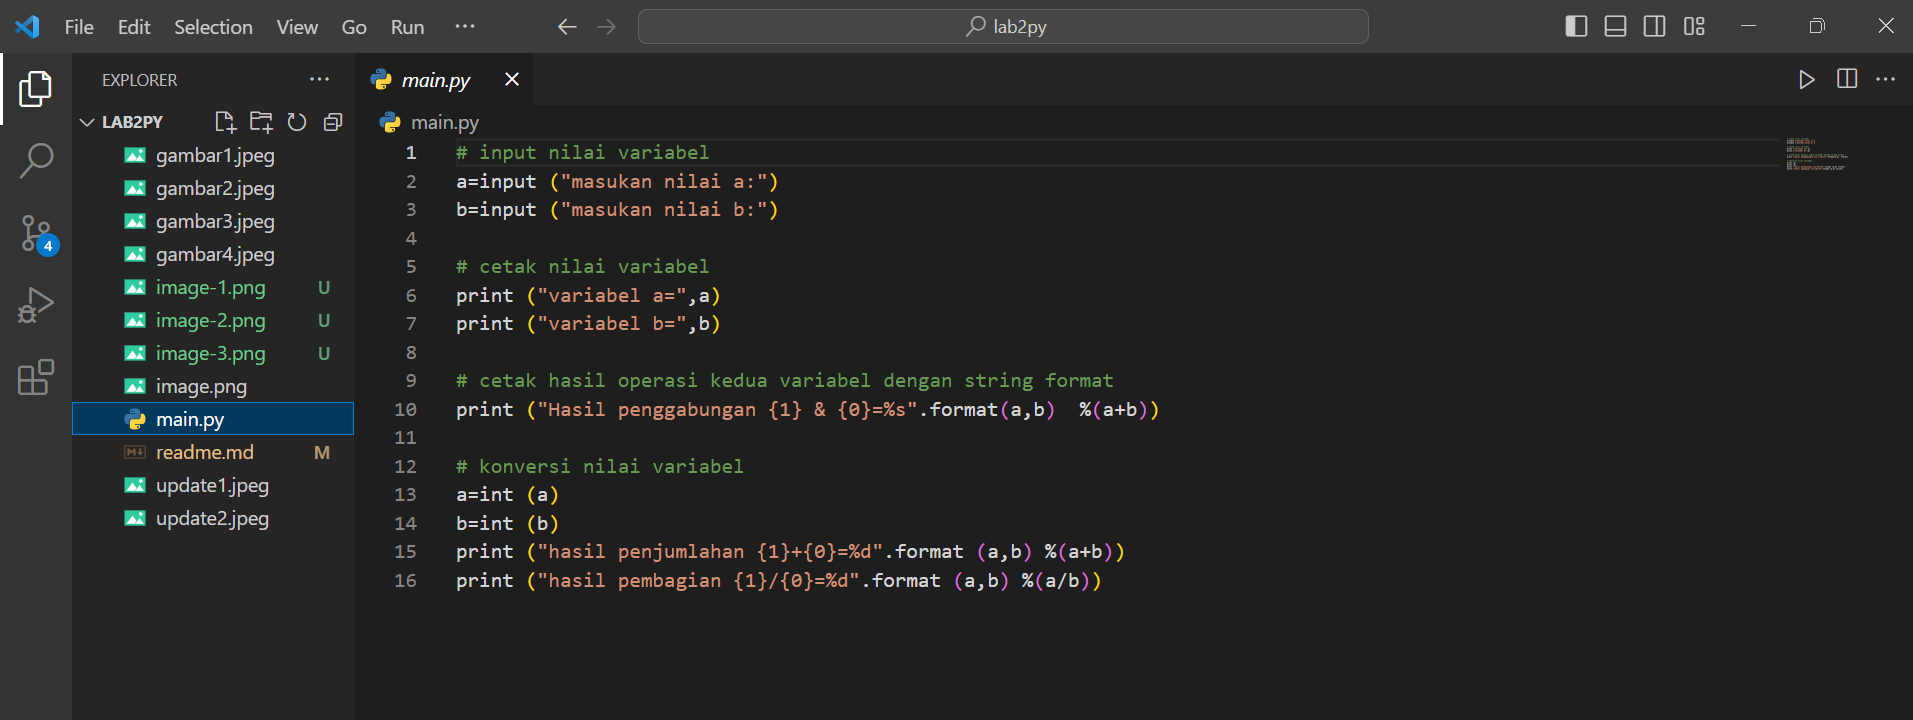 File Edit Selection View Go Run ···
lab2py
EXPLORER ···
LAB2PY
gambar1.jpeg
gambar2.jpeg
gambar3.jpeg
gambar4.jpeg
image-1.png U
image-2.png U
image-3.png U
image.png
main.py
readme.md M
update1.jpeg
update2.jpeg
4
main.py
main.py
1 # input nilai variabel
2 a=input ("masukan nilai a:")
3 b=input ("masukan nilai b:")
4
5 # cetak nilai variabel
6 print ("variabel a=",a)
7 print ("variabel b=",b)
8
9 # cetak hasil operasi kedua variabel dengan string format
10 print ("Hasil penggabungan {1} & {0}=%s".format(a,b)  %(a+b))
11
12 # konversi nilai variabel
13 a=int (a)
14 b=int (b)
15 print ("hasil penjumlahan {1}+{0}=%d".format (a,b) %(a+b))
16 print ("hasil pembagian {1}/{0}=%d".format (a,b) %(a/b))